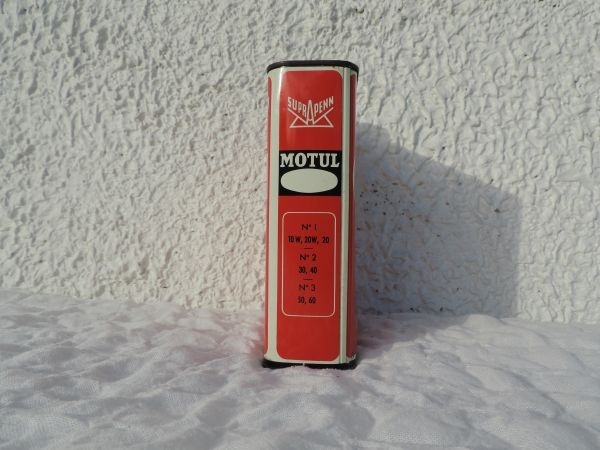 SUPRAPENN
MOTUL
N° 1
10 W, 20W, 20
N° 2
30, 40
N° 3
50, 60